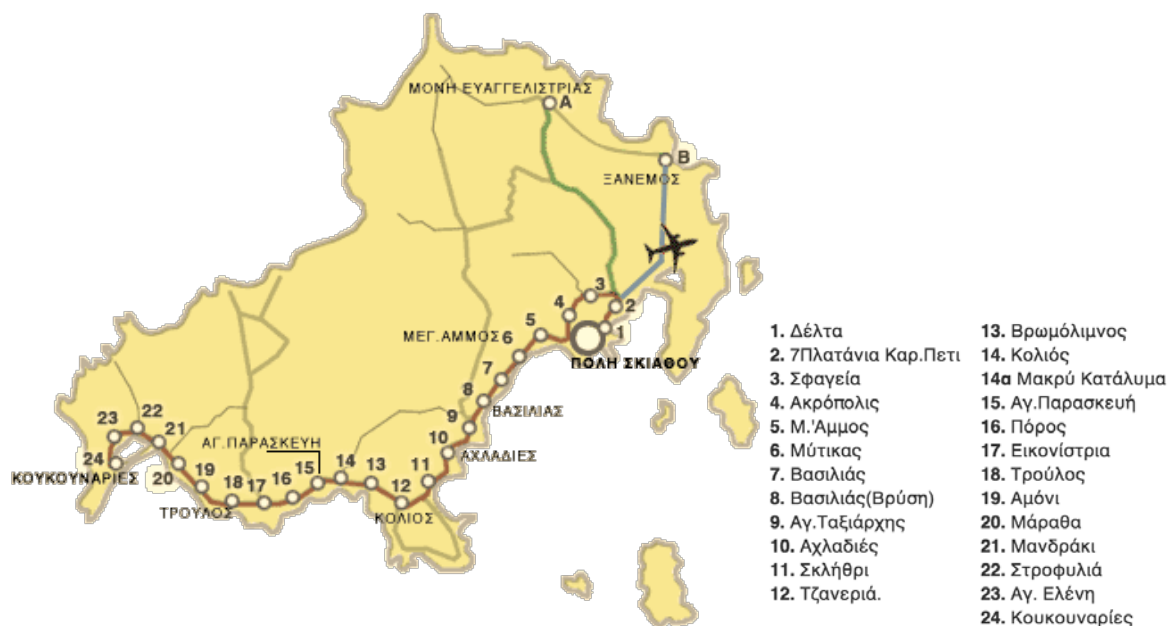 ΜΟΝΗ ΕΥΑΓΓΕΛΙΣΤΡΙΑΣ
A
B
ΞΑΝΕΜΟΣ
3
2
4
1
ΜΕΓ.ΑΜΜΟΣ
5
6
ΠΟΛΗ ΣΚΙΑΘΟΥ
7
8
ΒΑΣΙΛΙΑΣ
9
10
ΑΧΛΑΔΙΕΣ
23
22
21
ΑΓ.ΠΑΡΑΣΚΕΥΗ
24
ΚΟΥΚΟΥΝΑΡΙΕΣ
20
19
18
17
16
15
14
13
12
11
ΤΡΟΥΛΟΣ
ΚΟΛΙΟΣ
1. Δέλτα
2. 7Πλατάνια Καρ.Πετι
3. Σφαγεία
4. Ακρόπολις
5. Μ.'Αμμος
6. Μύτικας
7. Βασιλιάς
8. Βασιλιάς(Βρύση)
9. Αγ.Ταξιάρχης
10. Αχλαδιές
11. Σκλήθρι
12. Τζανεριά.
13. Βρωμόλιμνος
14. Κολιός
14α Μακρύ Κατάλυμα
15. Αγ.Παρασκευή
16. Πόρος
17. Εικονίστρια
18. Τρούλος
19. Αμόνι
20. Μάραθα
21. Μανδράκι
22. Στροφυλιά
23. Αγ. Ελένη
24. Κουκουναρίες